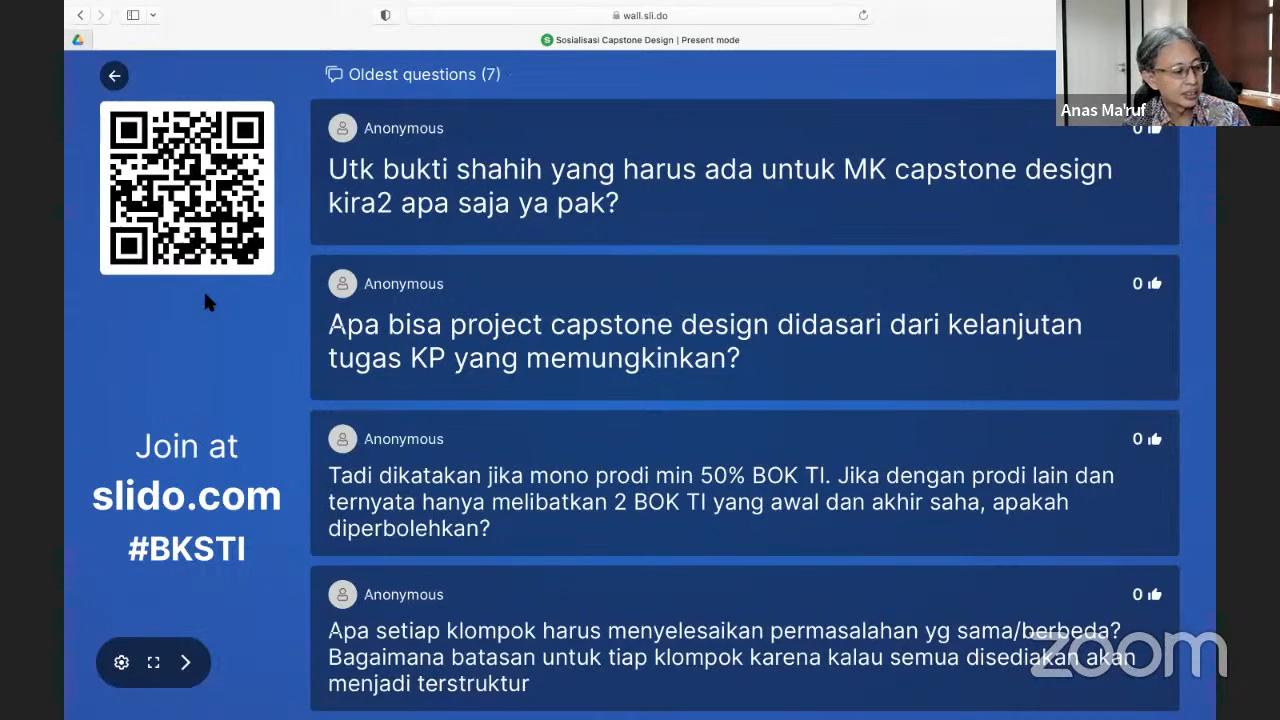 wall.sli.do
Sosialisasi Capstone Design | Present mode
Oldest questions (7)
Anas Ma'ruf
Anonymous
0
Utk bukti shahih yang harus ada untuk MK capstone design
kira2 apa saja ya pak?
Anonymous
0
Apa bisa project capstone design didasari dari kelanjutan
tugas KP yang memungkinkan?
Anonymous
0
Tadi dikatakan jika mono prodi min 50% BOK TI. Jika dengan prodi lain dan
ternyata hanya melibatkan 2 BOK TI yang awal dan akhir saha, apakah
diperbolehkan?
Anonymous
0
Apa setiap klompok harus menyelesaikan permasalahan yg sama/berbeda?
Bagaimana batasan untuk tiap klompok karena kalau semua disediakan akan
menjadi terstruktur
Join at
slido.com
#BKSTI
zoom